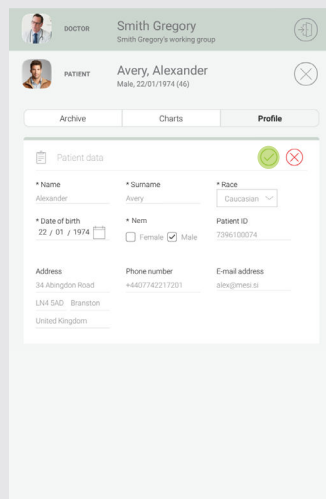 DOCTOR
Smith Gregory
Smith Gregory's working group
PATIENT
Avery, Alexander
Male, 22/01/1974 (46)
Archive Charts Profile
Patient data
* Name * Surname * Race
Alexander Avery Caucasian
* Date of birth * Nem Patient ID
22 / 01 / 1974 Female Male 7396100074
Address Phone number E-mail address
34 Abingdon Road +4407742217201 alex@mesi.si
LN4 5AD Branston
United Kingdom